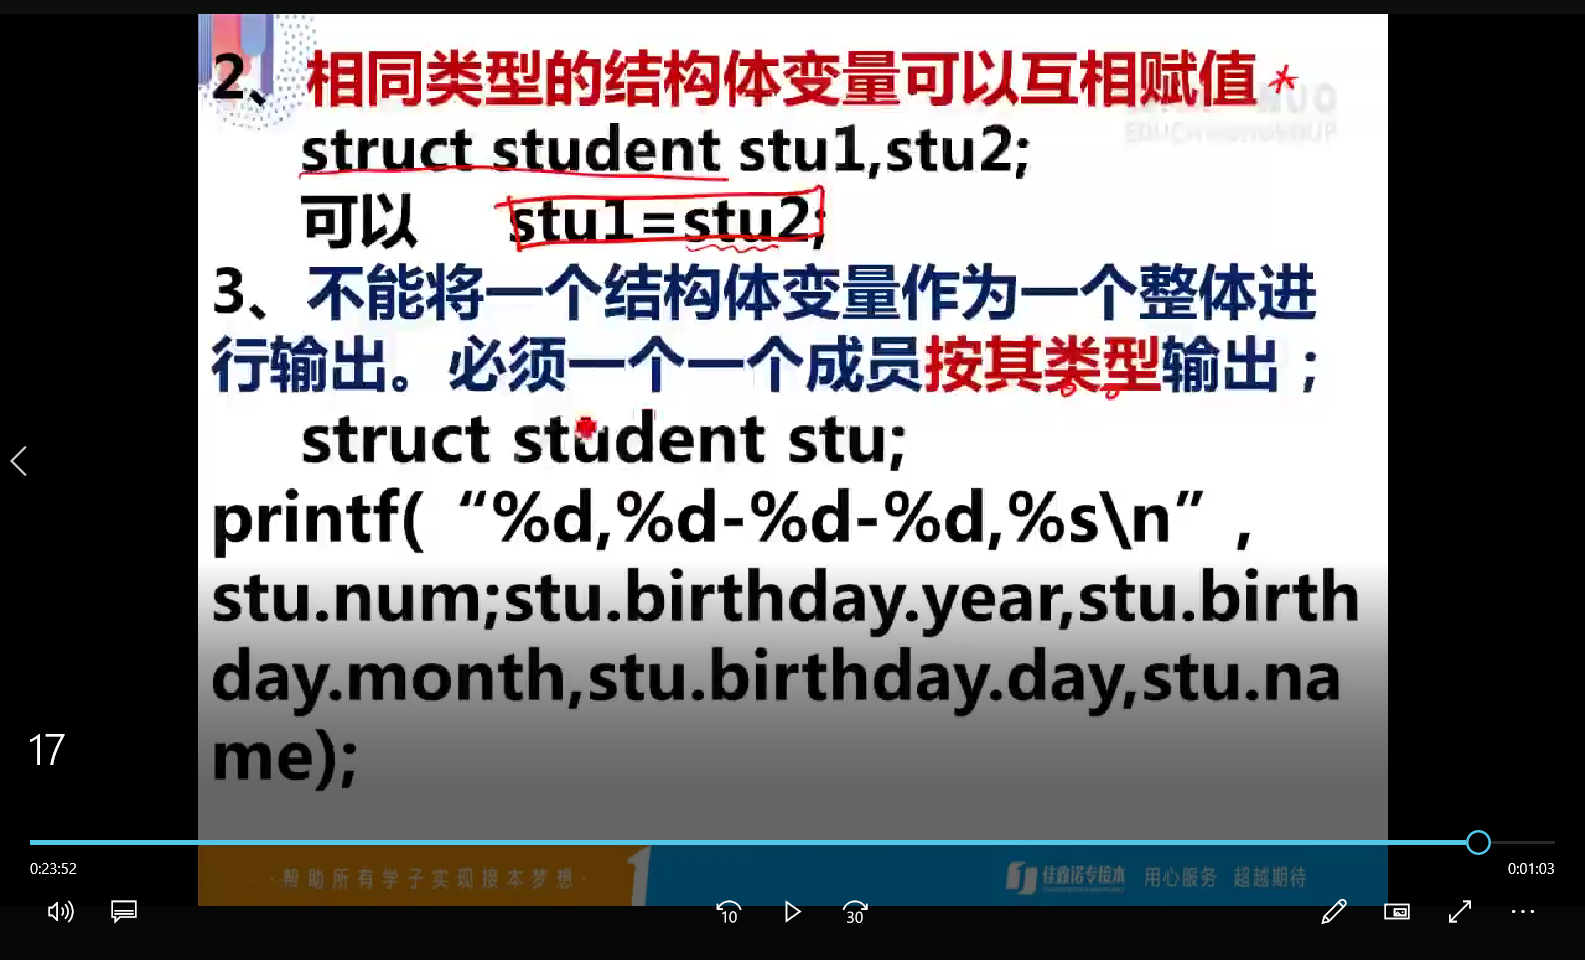 2、相同类型的结构体变量可以互相赋值*
struct student stu1,stu2;
可以 stu1=stu2;
3、不能将一个结构体变量作为一个整体进
行输出。必须一个一个成员按其类型输出；
struct student stu;
printf( “%d,%d-%d-%d,%s\n” ,
stu.num;stu.birthday.year,stu.birth
day.month,stu.birthday.day,stu.na
me);
17
0:23:52
0:01:03
·帮助所有学子实现接本梦想·
佳鑫诺专接本 用心服务 超越期待
10
30